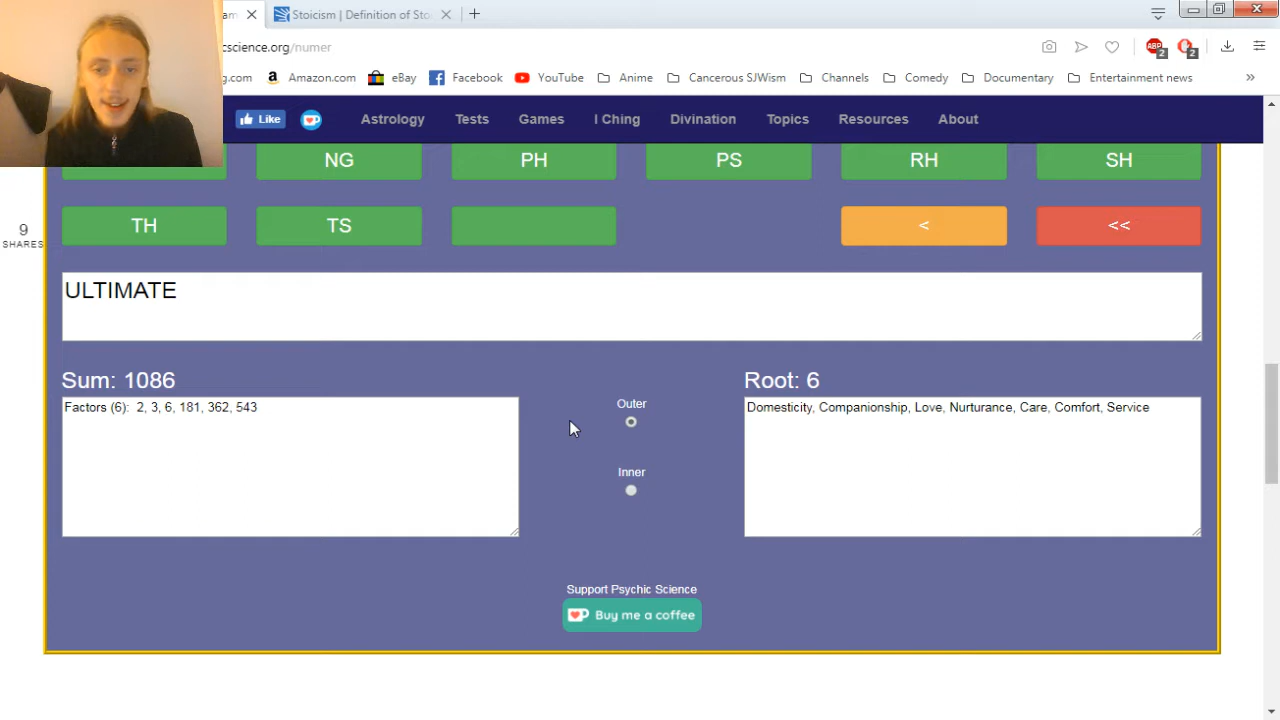 am
Stoicism | Definition of Sto
cscience.org/numer
2
2
g.com
Amazon.com
eBay
Facebook
YouTube
Anime
Cancerous SJWism
Channels
Comedy
Documentary
Entertainment news
»
Like
Astrology
Tests
Games
I Ching
Divination
Topics
Resources
About
NG
PH
PS
RH
SH
9
SHARES
TH
TS
<
<<
ULTIMATE
Sum: 1086
Root: 6
Factors (6): 2, 3, 6, 181, 362, 543
Outer
Domesticity, Companionship, Love, Nurturance, Care, Comfort, Service
Inner
Support Psychic Science
Buy me a coffee